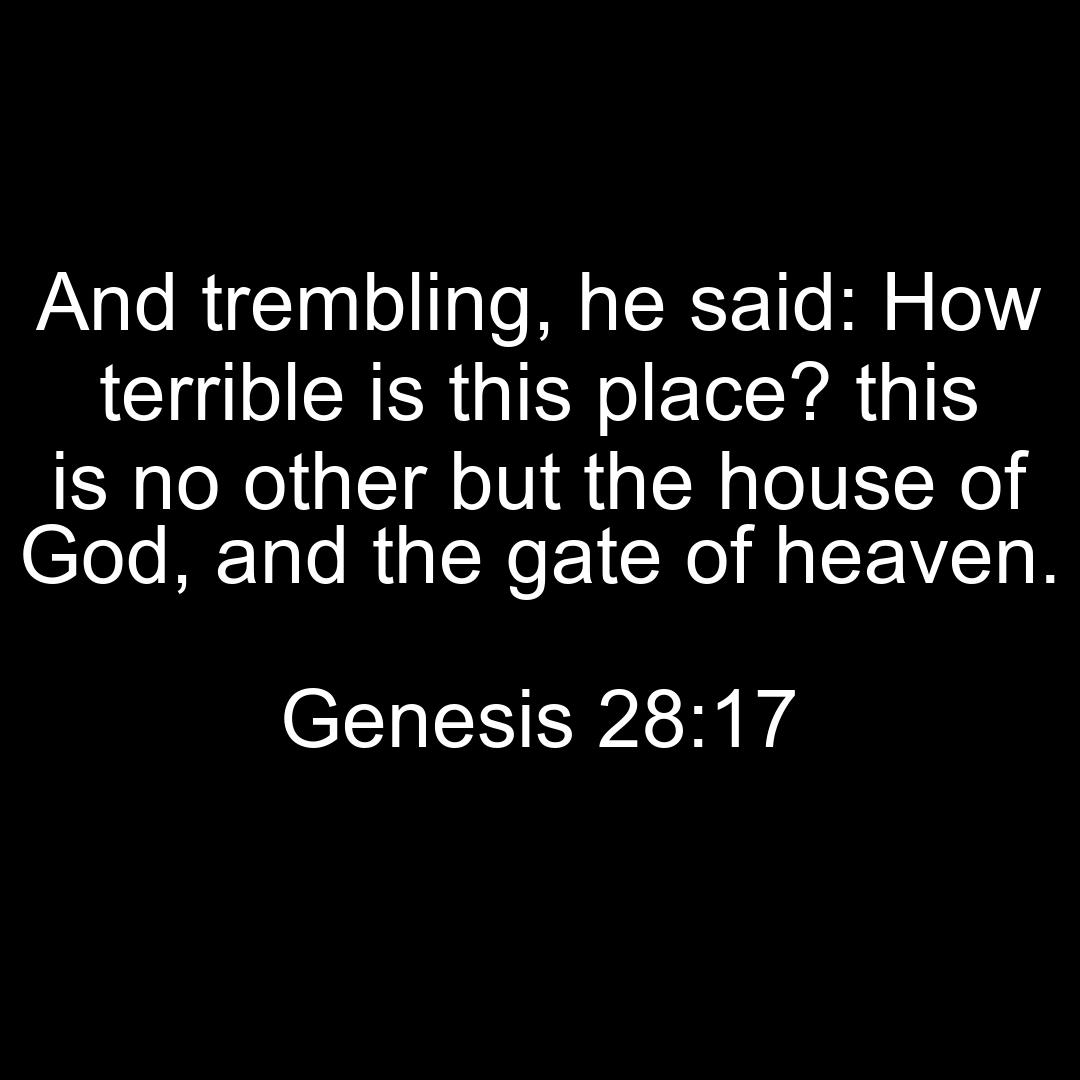 And trembling, he said: How
terrible is this place? this
is no other but the house of
God, and the gate of heaven.
Genesis 28:17